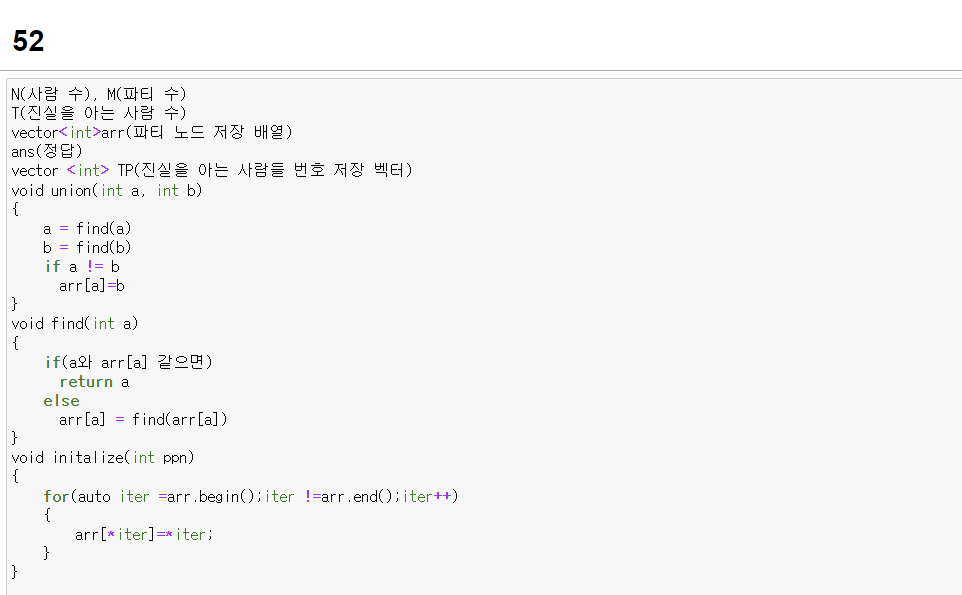 52
N(사람 수), M(파티 수)
T(진실을 아는 사람 수)
vector<int>arr(파티 노드 저장 배열)
ans(정답)
vector <int> TP(진실을 아는 사람들 번호 저장 벡터)
void union(int a, int b)
{
    a = find(a)
    b = find(b)
    if a != b
      arr[a]=b
}
void find(int a)
{
    if(a와 arr[a] 같으면)
      return a
    else
      arr[a] = find(arr[a])
}
void initalize(int ppn)
{
    for(auto iter =arr.begin();iter !=arr.end();iter++)
    {
        arr[*iter]=*iter;
    }
}